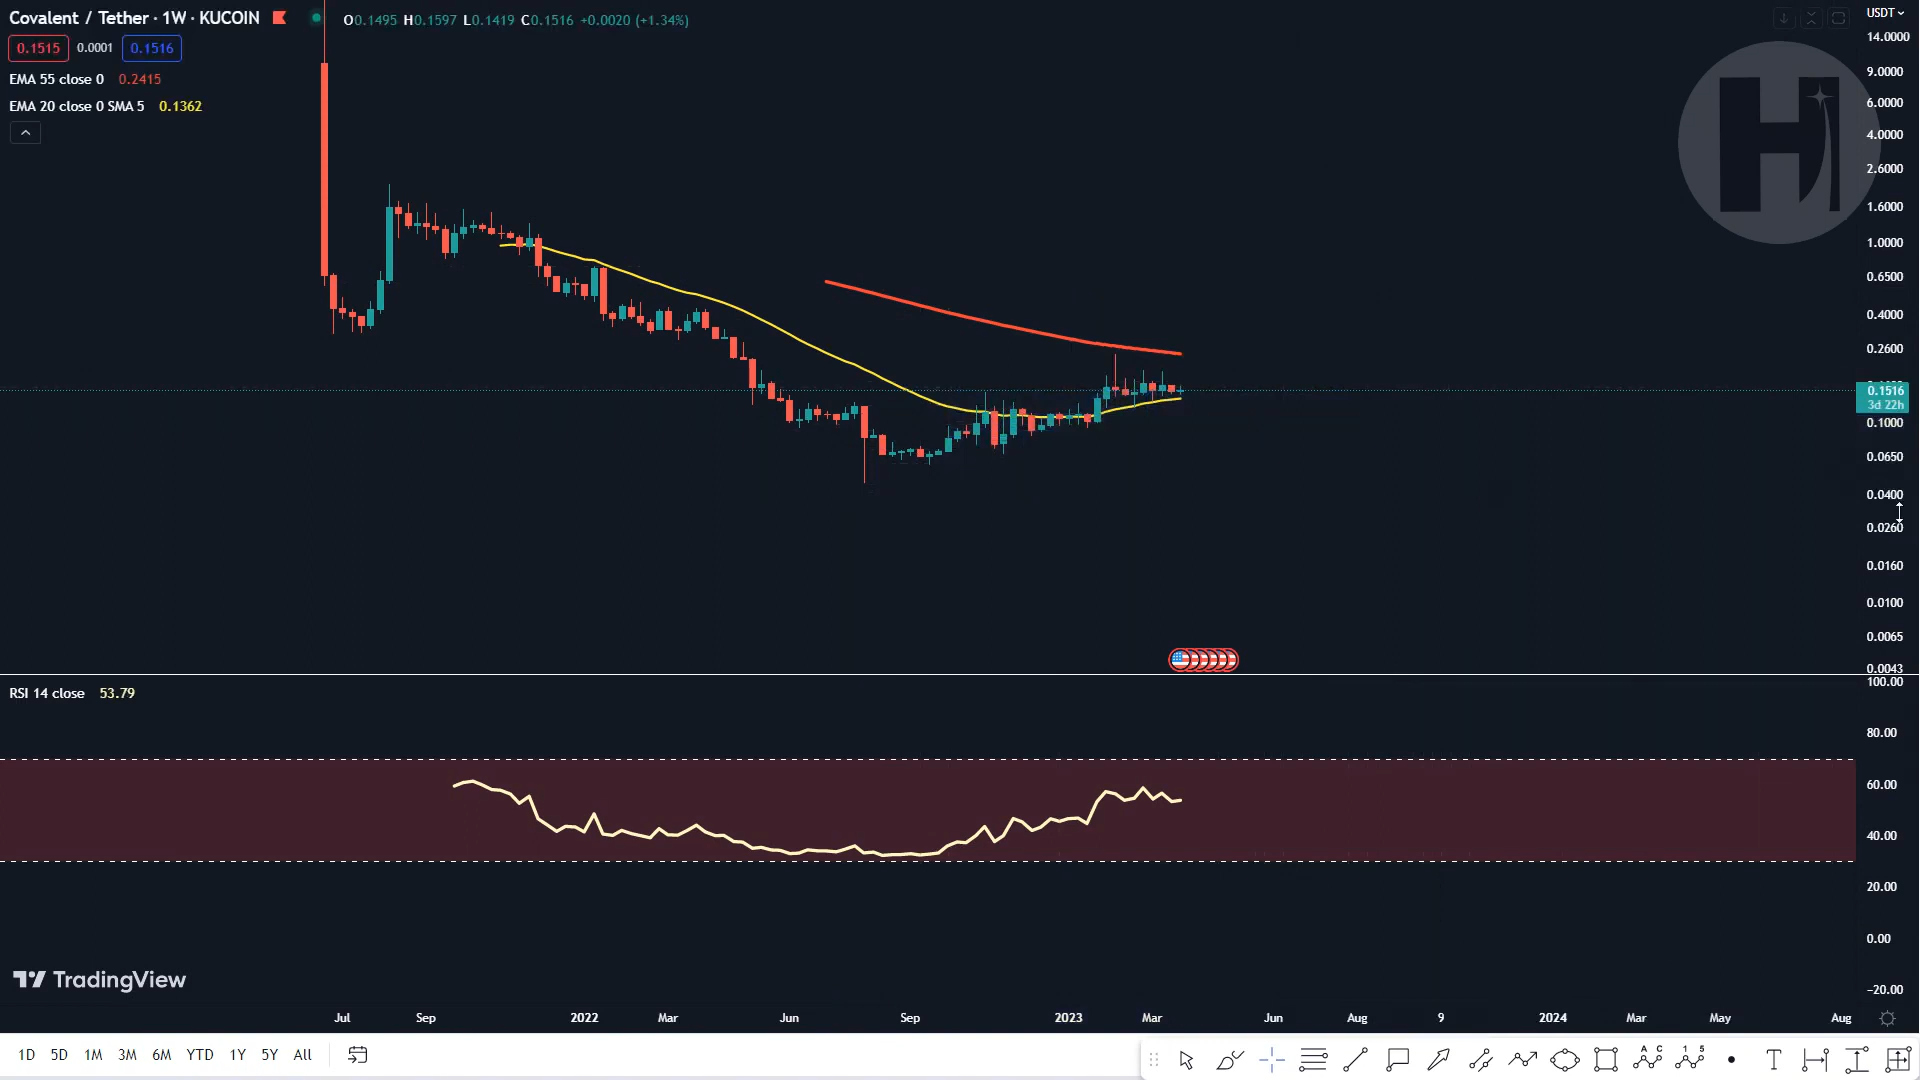 Covalent / Tether · 1W · KUCOIN
O0.1495 H0.1597 L0.1419 C0.1516 +0.0020 (+1.34%)
USDT
0.1515 0.0001 0.1516
EMA 55 close 0 0.2415
EMA 20 close 0 SMA 5 0.1362
14.0000
9.0000
6.0000
4.0000
2.6000
1.6000
1.0000
0.6500
0.4000
0.2600
0.1516
3d 22h
0.1000
0.0650
0.0400
0.0260
0.0160
0.0100
0.0065
0.0043
RSI 14 close 53.79
100.00
80.00
60.00
40.00
20.00
0.00
−20.00
TradingView
Jul Sep 2022 Mar Jun Sep 2023 Mar Jun Aug 9 2024 Mar May Aug
1D 5D 1M 3M 6M YTD 1Y 5Y All
A C
1 5
T
H